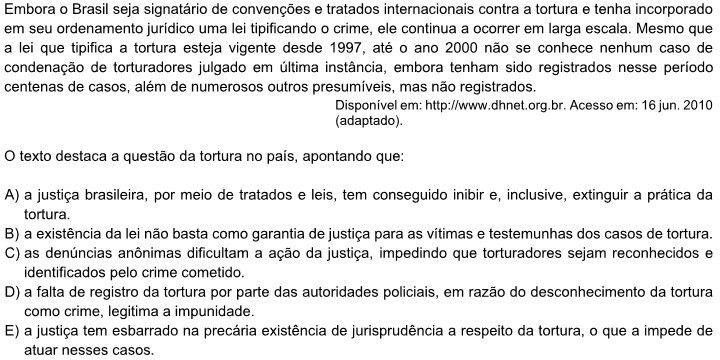 Embora o Brasil seja signatário de convenções e tratados internacionais contra a tortura e tenha incorporado
em seu ordenamento jurídico uma lei tipificando o crime, ele continua a ocorrer em larga escala. Mesmo que
a lei que tipifica a tortura esteja vigente desde 1997, até o ano 2000 não se conhece nenhum caso de
condenação de torturadores julgado em última instância, embora tenham sido registrados nesse período
centenas de casos, além de numerosos outros presumíveis, mas não registrados.
Disponível em: http://www.dhnet.org.br. Acesso em: 16 jun. 2010
(adaptado).
O texto destaca a questão da tortura no país, apontando que:
A) a justiça brasileira, por meio de tratados e leis, tem conseguido inibir e, inclusive, extinguir a prática da
tortura.
B) a existência da lei não basta como garantia de justiça para as vítimas e testemunhas dos casos de tortura.
C) as denúncias anônimas dificultam a ação da justiça, impedindo que torturadores sejam reconhecidos e
identificados pelo crime cometido.
D) a falta de registro da tortura por parte das autoridades policiais, em razão do desconhecimento da tortura
como crime, legitima a impunidade.
E) a justiça tem esbarrado na precária existência de jurisprudência a respeito da tortura, o que a impede de
atuar nesses casos.